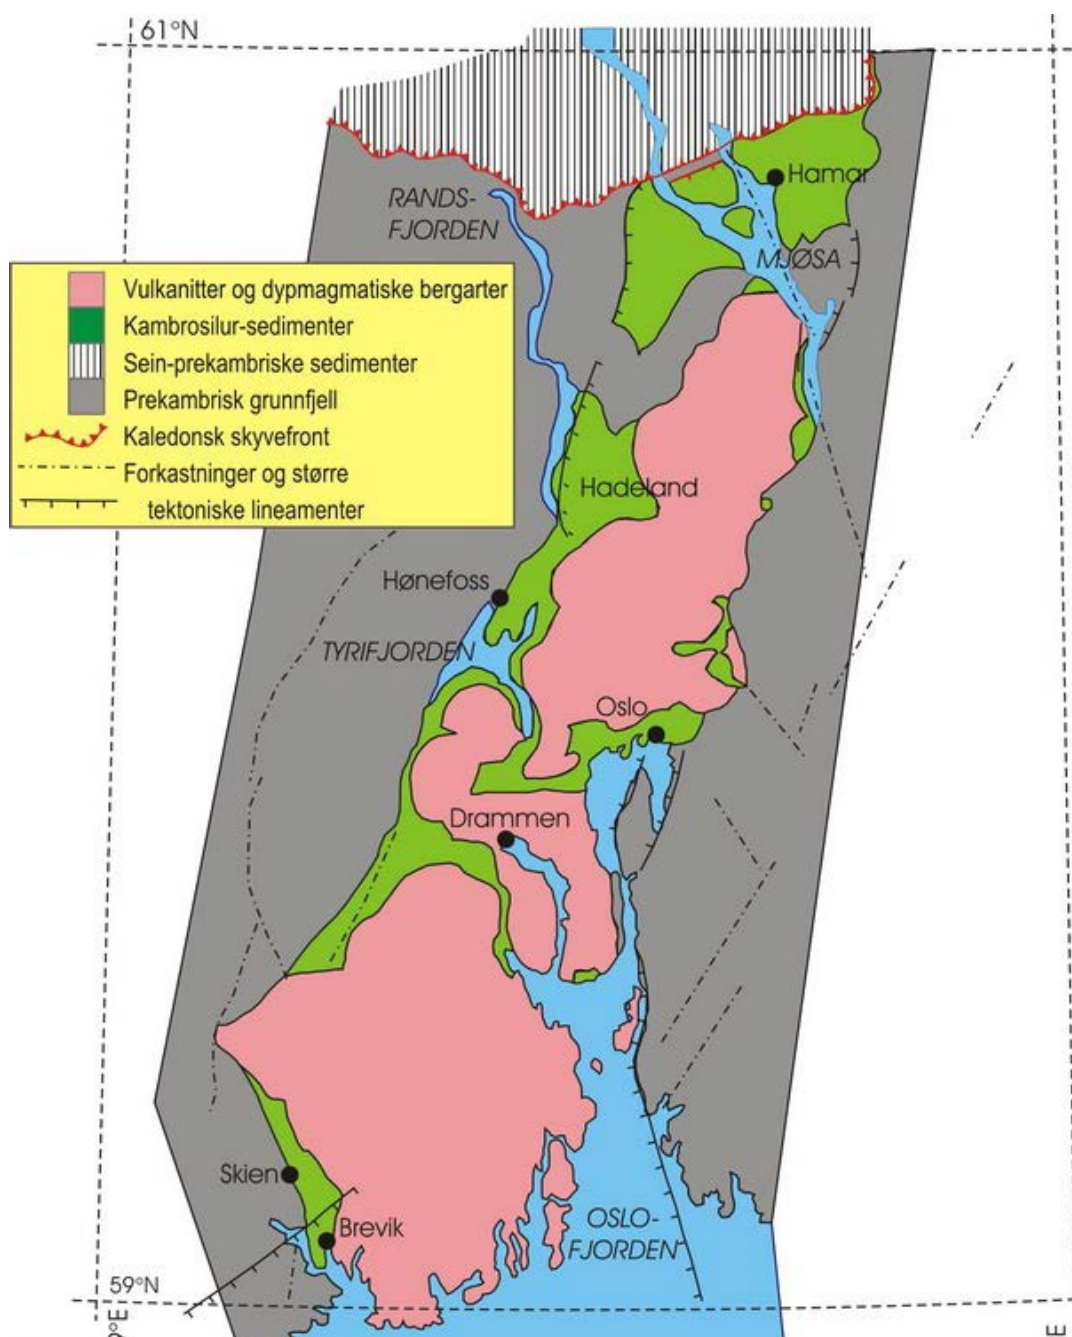 61°N
RANDS-
FJORDEN
Hamar
MJØSA
Vulkanitter og dypmagmatiske bergarter
Kambrosilur-sedimenter
Sein-prekambriske sedimenter
Prekambrisk grunnfjell
Kaledonsk skyvefront
Forkastninger og større
tektoniske lineamenter
Hadeland
Hønefoss
TYRIFJORDEN
Oslo
Drammen
Skien
Brevik
OSLO-
FJORDEN
59°N
°E
E